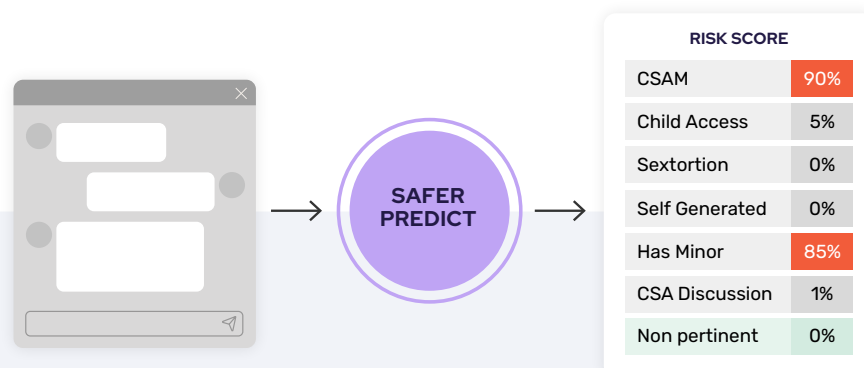 RISK SCORE
CSAM 90%
Child Access 5%
Sextortion 0%
Self Generated 0%
Has Minor 85%
CSA Discussion 1%
Non pertinent 0%
SAFER
PREDICT